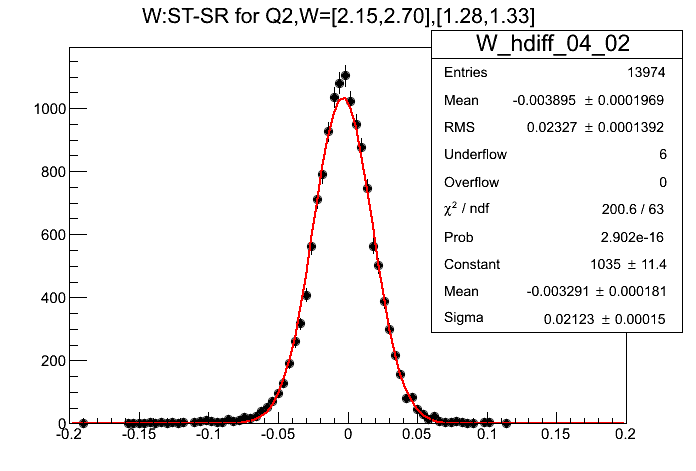 W:ST-SR for Q2,W=[2.15,2.70],[1.28,1.33]
W_hdiff_04_02
Entries 13974
Mean -0.003895 ± 0.0001969
RMS 0.02327 ± 0.0001392
Underflow 6
Overflow 0
χ² / ndf 200.6 / 63
Prob 2.902e-16
Constant 1035 ± 11.4
Mean -0.003291 ± 0.000181
Sigma 0.02123 ± 0.00015
1000
800
600
400
200
0
-0.2 -0.15 -0.1 -0.05 0 0.05 0.1 0.15 0.2